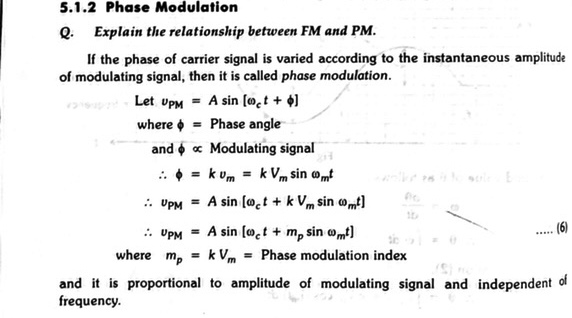 5.1.2 Phase Modulation
Q. Explain the relationship between FM and PM.
If the phase of carrier signal is varied according to the instantaneous amplitude
of modulating signal, then it is called phase modulation.
Let υPM = A sin [ωc t + ϕ]
where ϕ = Phase angle
and ϕ ∝ Modulating signal
∴ ϕ = k υm = k Vm sin ωmt
∴ υPM = A sin [ωc t + k Vm sin ωmt]
∴ υPM = A sin [ωc t + mp sin ωmt] ..... (6)
where mp = k Vm = Phase modulation index
and it is proportional to amplitude of modulating signal and independent of
frequency.